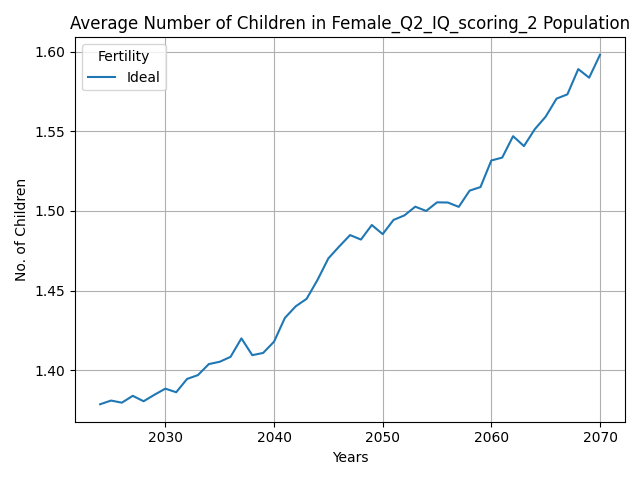 Average Number of Children in Female_Q2_IQ_scoring_2 Population
Fertility
Ideal
1.60
1.55
1.50
1.45
1.40
No. of Children
2030
2040
2050
2060
2070
Years